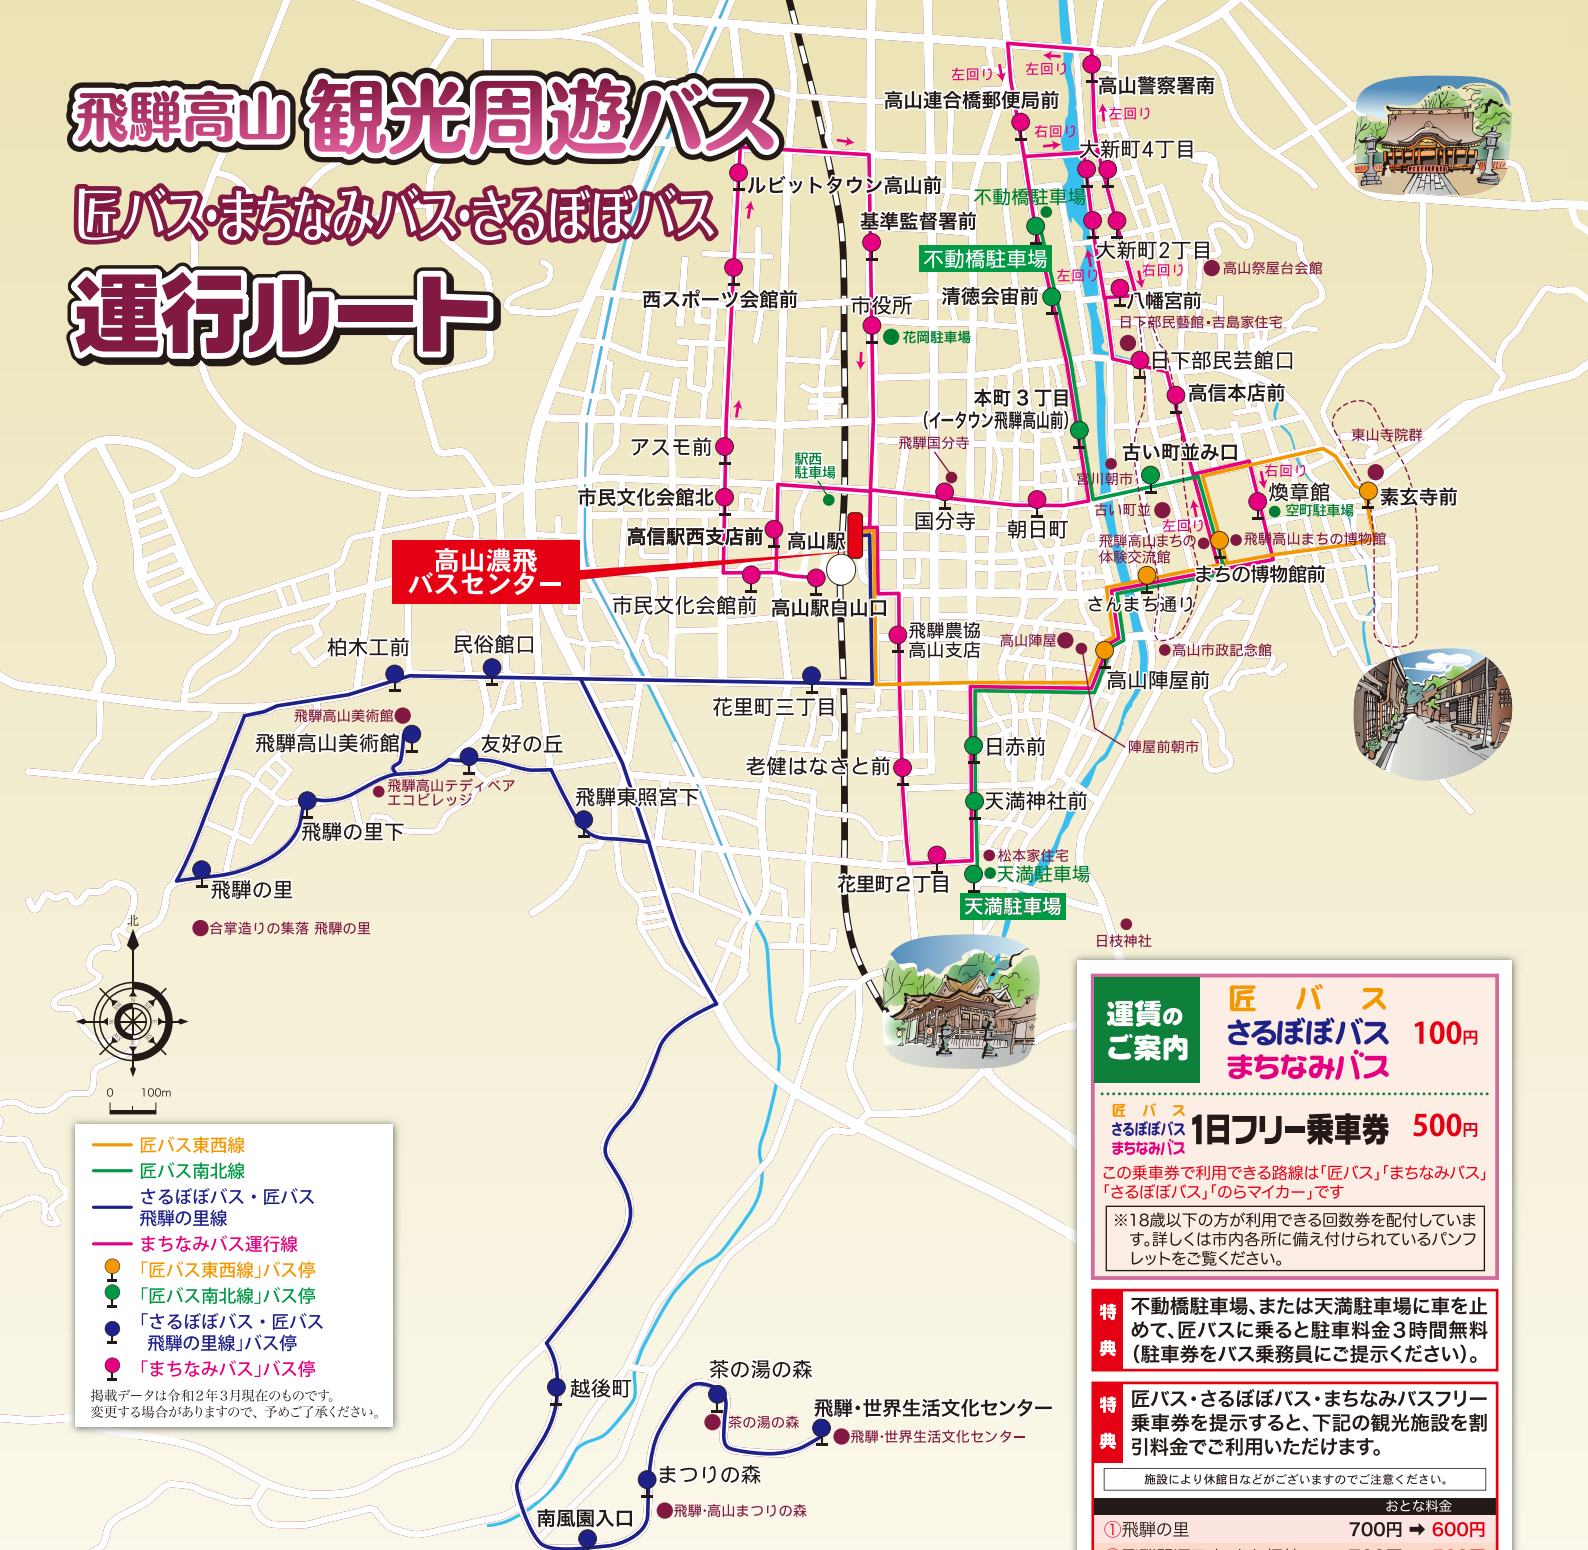 飛騨高山 観光周遊バス
匠バス・まちなみバス・さるぼぼバス
運行ルート
左回り
左回り
高山警察署南
高山連合橋郵便局前
左回り
右回り
大新町4丁目
ルビットタウン高山前
不動橋駐車場
基準監督署前
不動橋駐車場
大新町2丁目
左回り
右回り
高山祭屋台会館
西スポーツ会館前
市役所
清徳会宙前
八幡宮前
花岡駐車場
日下部民藝館・吉島家住宅
日下部民芸館口
高信本店前
本町3丁目
(イータウン飛騨高山前)
アスモ前
飛騨国分寺
古い町並み口
東山寺院群
駅西
駐車場
宮川朝市
右回り
市民文化会館北
煥章館
素玄寺前
国分寺
朝日町
古い町並
空町駐車場
左回り
高信駅西支店前
高山駅
飛騨高山まちの
体験交流館
飛騨高山まちの博物館
高山濃飛
バスセンター
まちの博物館前
市民文化会館前
高山駅白山口
さんまち通り
飛騨農協
高山支店
高山陣屋
高山市政記念館
柏木工前
民俗館口
高山陣屋前
花里町三丁目
飛騨高山美術館
飛騨高山美術館
友好の丘
日赤前
陣屋前朝市
老健はなさと前
飛騨高山テディベア
エコビレッジ
飛騨東照宮下
天満神社前
飛騨の里下
松本家住宅
天満駐車場
飛騨の里
花里町2丁目
天満駐車場
合掌造りの集落 飛騨の里
日枝神社
北
0 100m
運賃の
ご案内
匠 バ ス
さるぼぼバス
まちなみバス
100円
匠 バ ス
さるぼぼバス
まちなみバス
1日フリー乗車券
500円
この乗車券で利用できる路線は「匠バス」「まちなみバス」
「さるぼぼバス」「のらマイカー」です
※18歳以下の方が利用できる回数券を配付していま
す。詳しくは市内各所に備え付けられているパンフ
レットをご覧ください。
特典
不動橋駐車場、または天満駐車場に車を止
めて、匠バスに乗ると駐車料金3時間無料
(駐車券をバス乗務員にご提示ください)。
特典
匠バス・さるぼぼバス・まちなみバスフリー
乗車券を提示すると、下記の観光施設を割
引料金でご利用いただけます。
施設により休館日などがございますのでご注意ください。
おとな料金
①飛騨の里 700円 ➡ 600円
匠バス東西線
匠バス南北線
さるぼぼバス・匠バス
飛騨の里線
まちなみバス運行線
「匠バス東西線」バス停
「匠バス南北線」バス停
「さるぼぼバス・匠バス
飛騨の里線」バス停
「まちなみバス」バス停
掲載データは令和2年3月現在のものです。
変更する場合がありますので、予めご了承ください。
越後町
茶の湯の森
茶の湯の森
飛騨・世界生活文化センター
飛騨・世界生活文化センター
まつりの森
飛騨・高山まつりの森
南風園入口